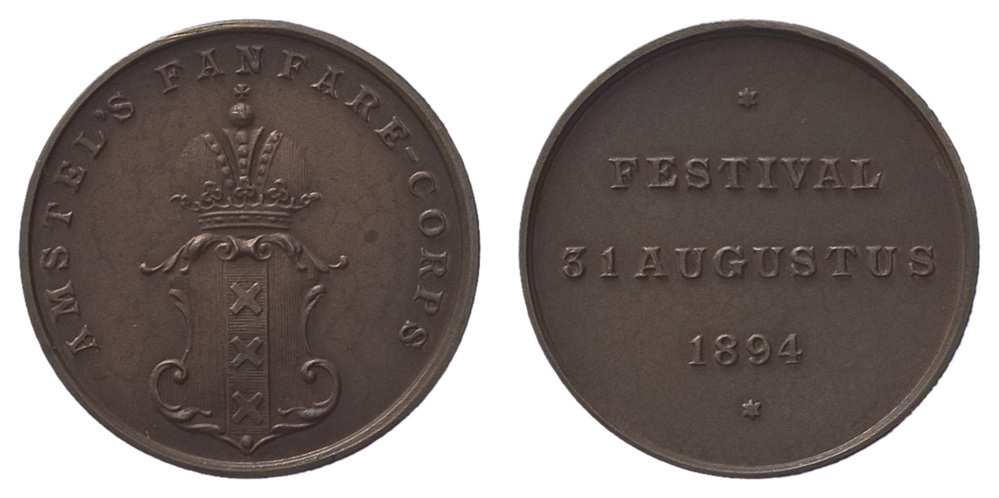 AMSTEL'S FANFARE-CORPS
FESTIVAL
31 AUGUSTUS
1894